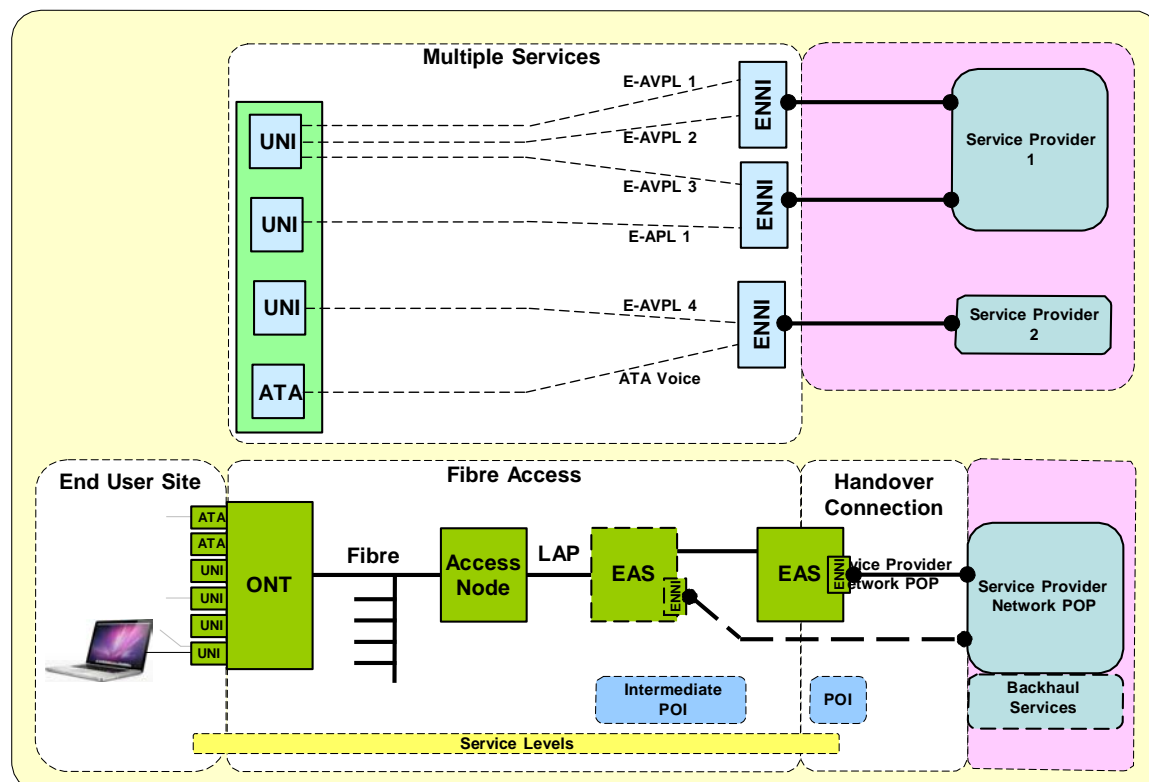 Multiple Services
E-AVPL 1
UNI
ENNI
E-AVPL 2
Service Provider
1
E-AVPL 3
ENNI
UNI
E-APL 1
UNI
E-AVPL 4
ENNI
Service Provider
2
ATA
ATA Voice
End User Site
Fibre Access
Handover
Connection
ATA
ATA
UNI
UNI
UNI
UNI
ONT
Fibre
Access
Node
LAP
EAS
ENNI
EAS
ENNI
Provider
Network POP
Service Provider
Network POP
Intermediate
POI
POI
Backhaul
Services
Service Levels